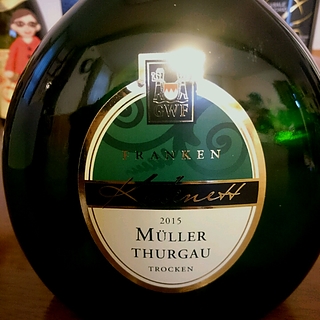 GWF
FRANKEN
Kabinett
2015
MÜLLER
THURGAU
TROCKEN